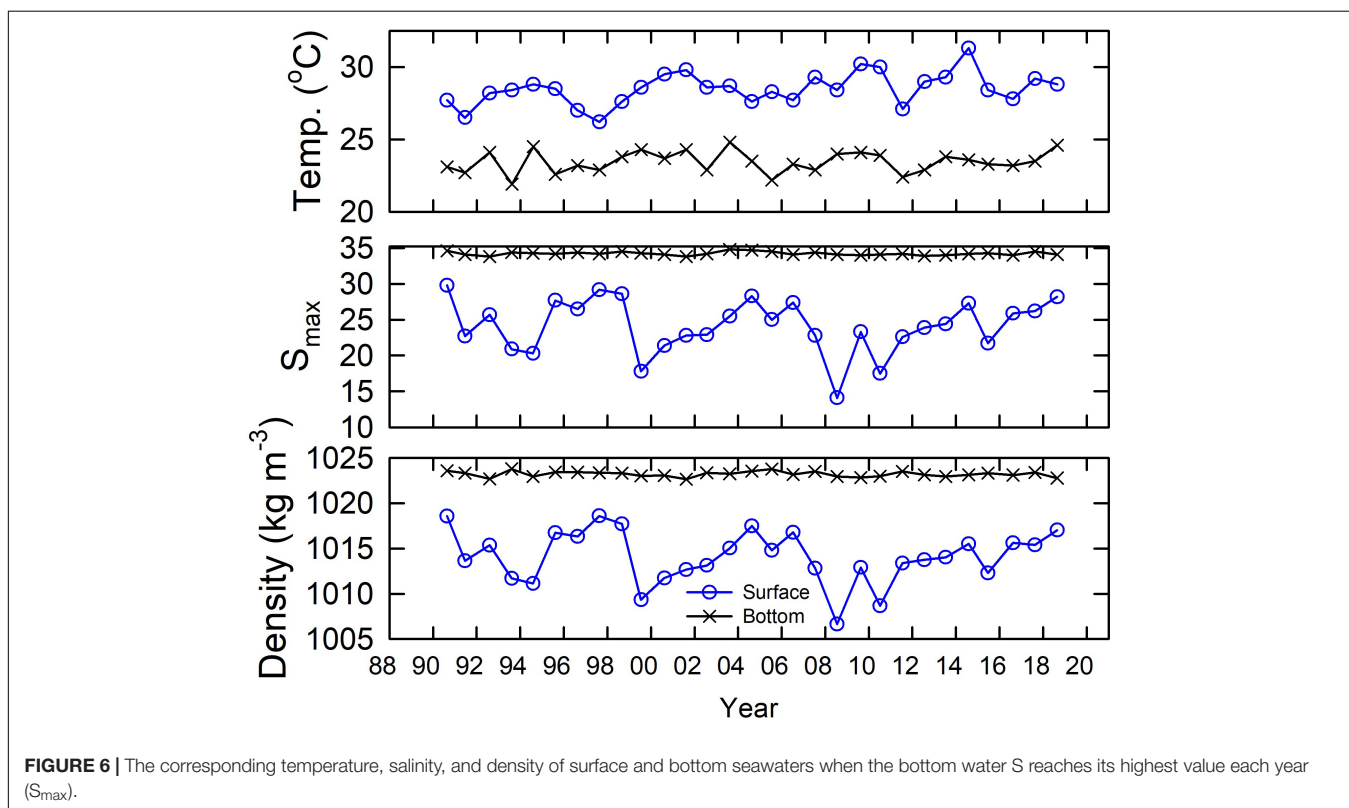 Temp. (°C)
30
25
20
S_max
35
30
25
20
15
10
Density (kg m⁻³)
1025
1020
1015
1010
1005
Surface
Bottom
88 90 92 94 96 98 00 02 04 06 08 10 12 14 16 18 20
Year
FIGURE 6 | The corresponding temperature, salinity, and density of surface and bottom seawaters when the bottom water S reaches its highest value each year
(S_max).